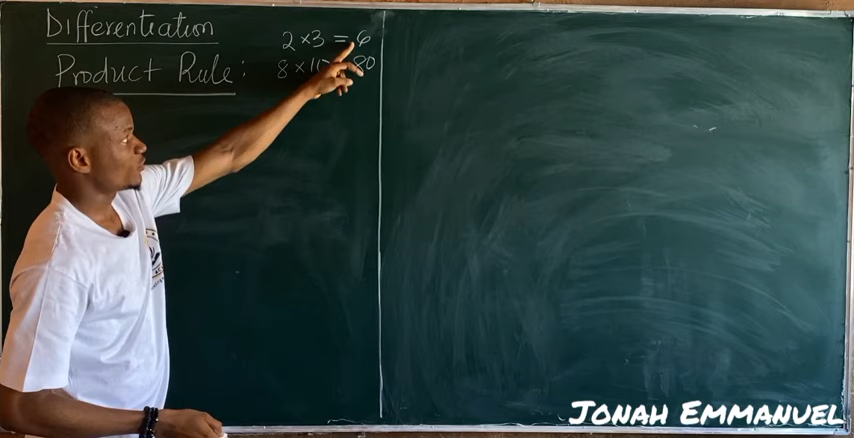 Differentiation
2 × 3 = 6
Product Rule:
8 × 10 80
JONAH EMMANUEL